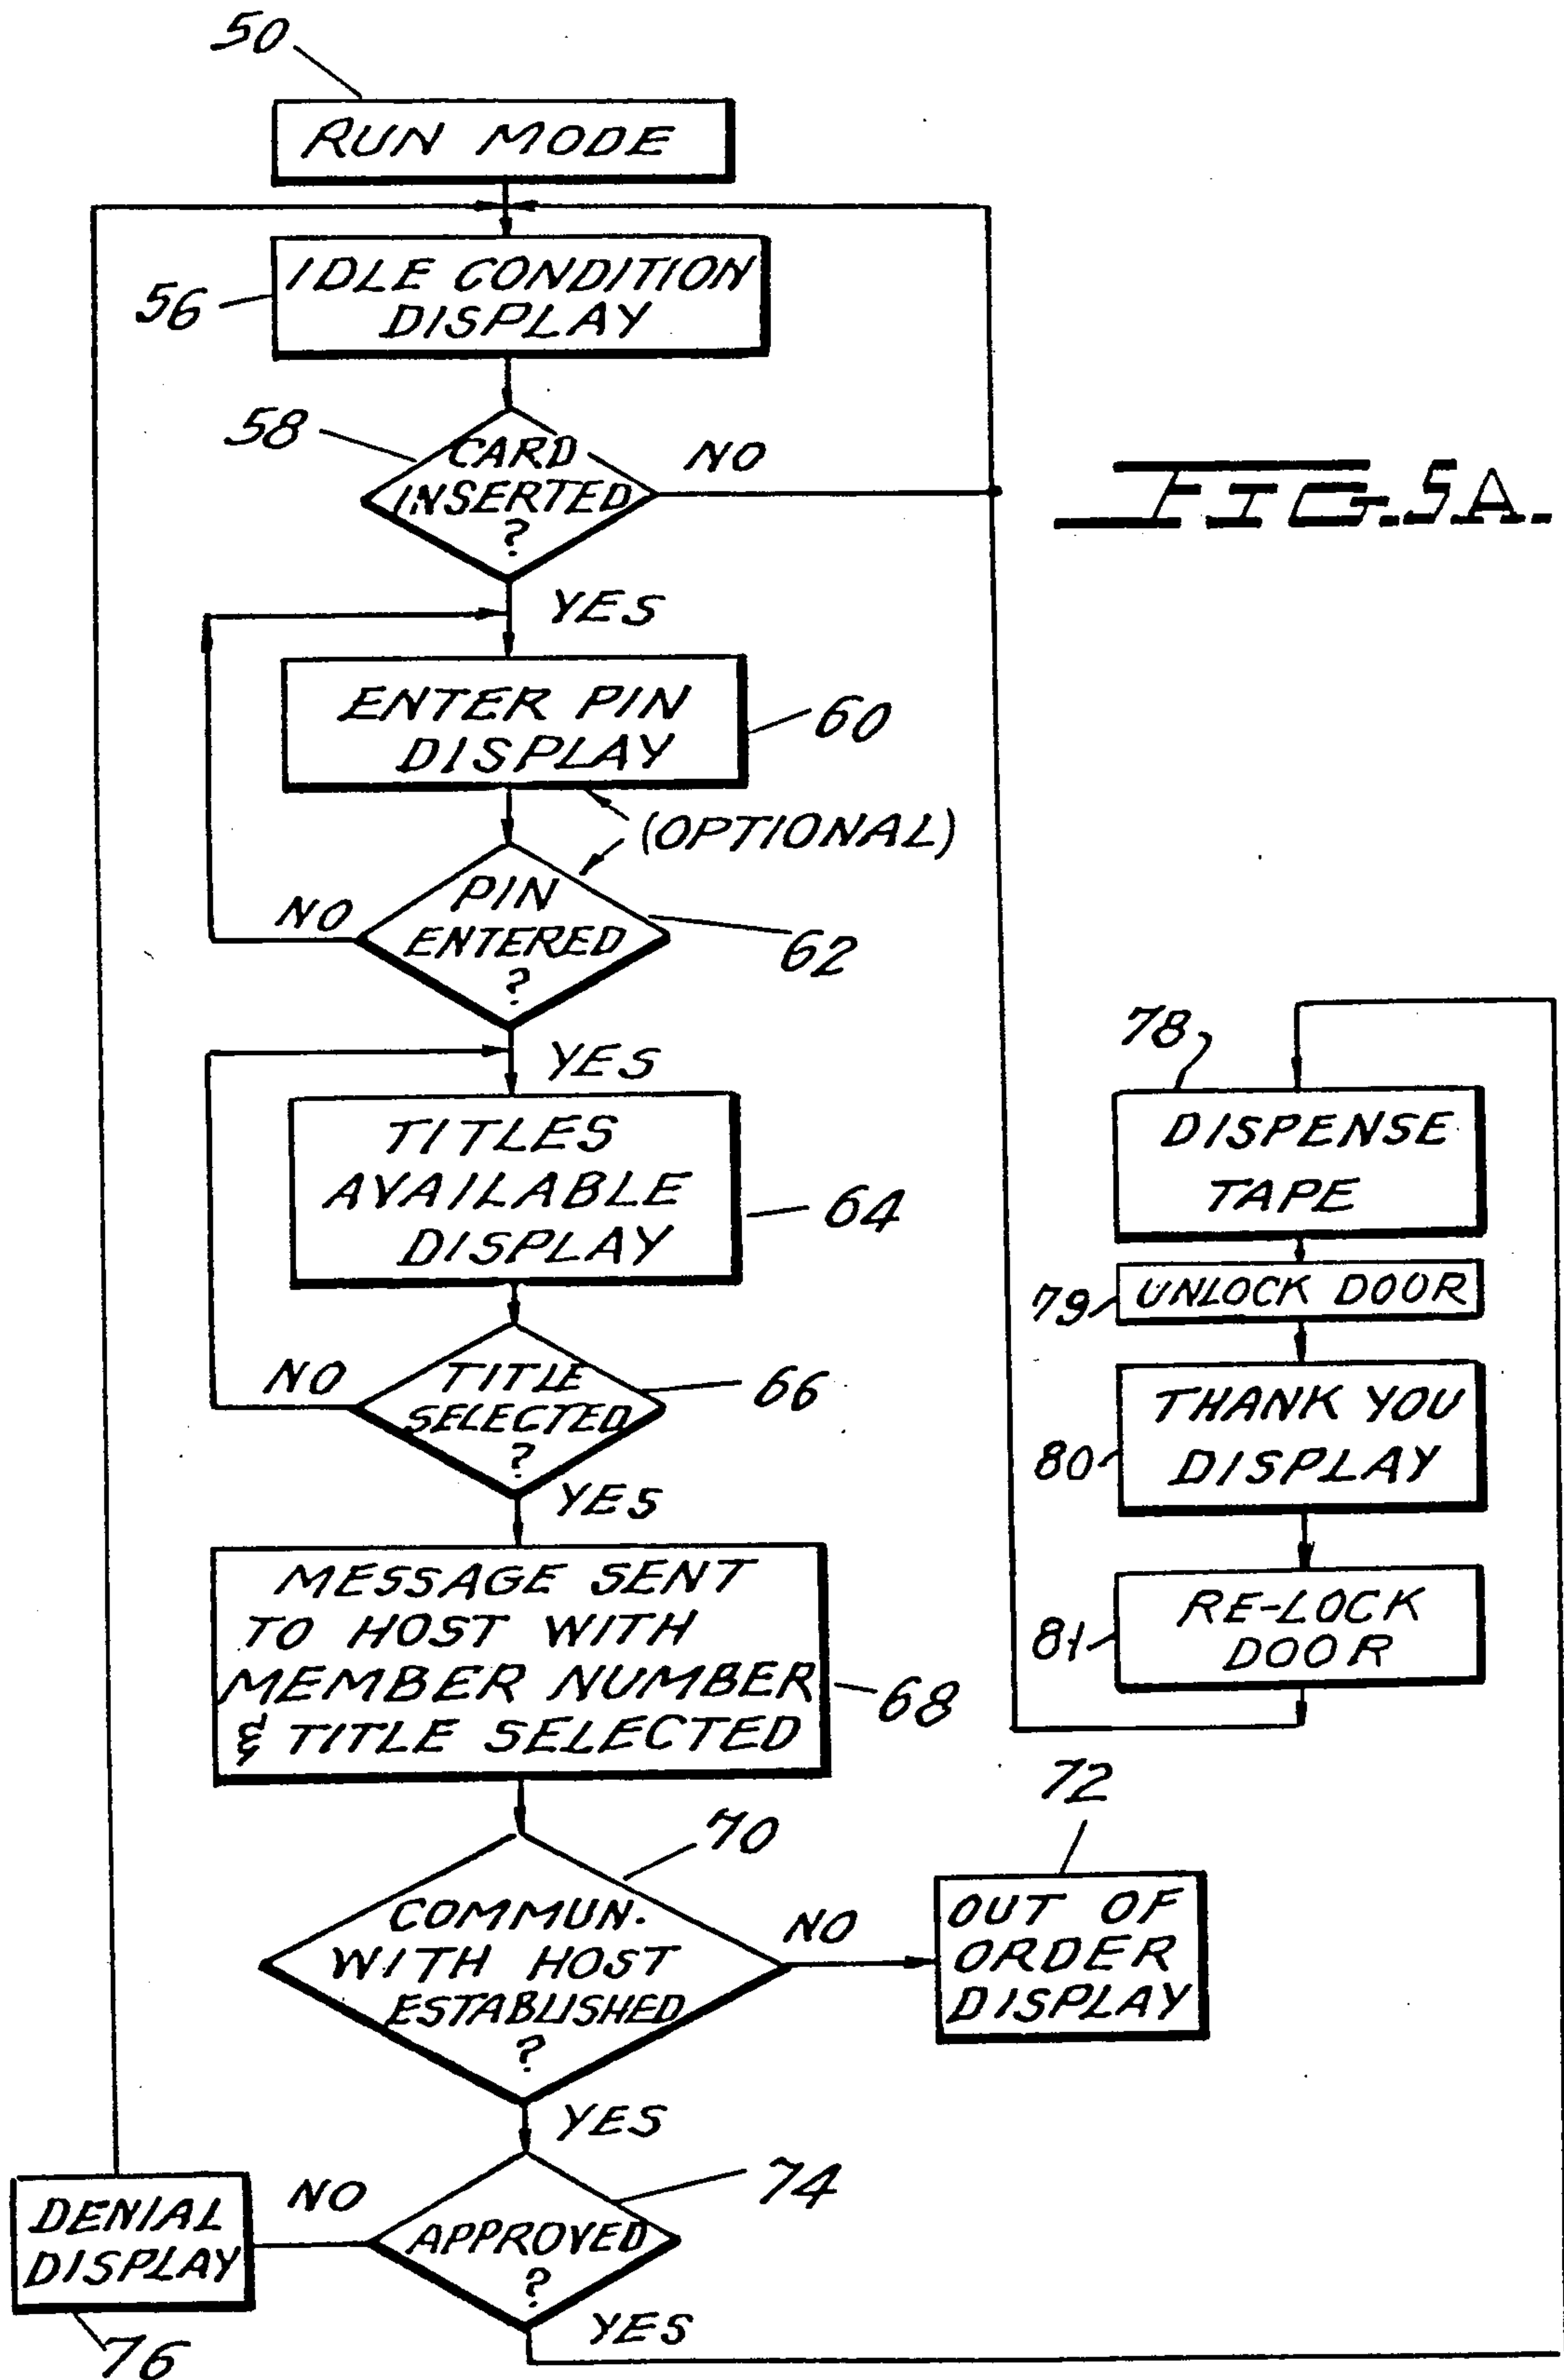 50
RUN MODE
56
IDLE CONDITION
DISPLAY
58
CARD
INSERTED
?
NO
FIG. 5A.
YES
ENTER PIN
DISPLAY
60
(OPTIONAL)
PIN
ENTERED
?
NO
62
YES
TITLES
AVAILABLE
DISPLAY
64
TITLE
SELECTED
?
NO
66
YES
MESSAGE SENT
TO HOST WITH
MEMBER NUMBER
& TITLE SELECTED
68
70
COMMUN.
WITH HOST
ESTABLISHED
?
NO
72
OUT OF
ORDER
DISPLAY
YES
74
APPROVED
?
NO
DENIAL
DISPLAY
76
YES
78
DISPENSE
TAPE
79
UNLOCK DOOR
80
THANK YOU
DISPLAY
81
RE-LOCK
DOOR